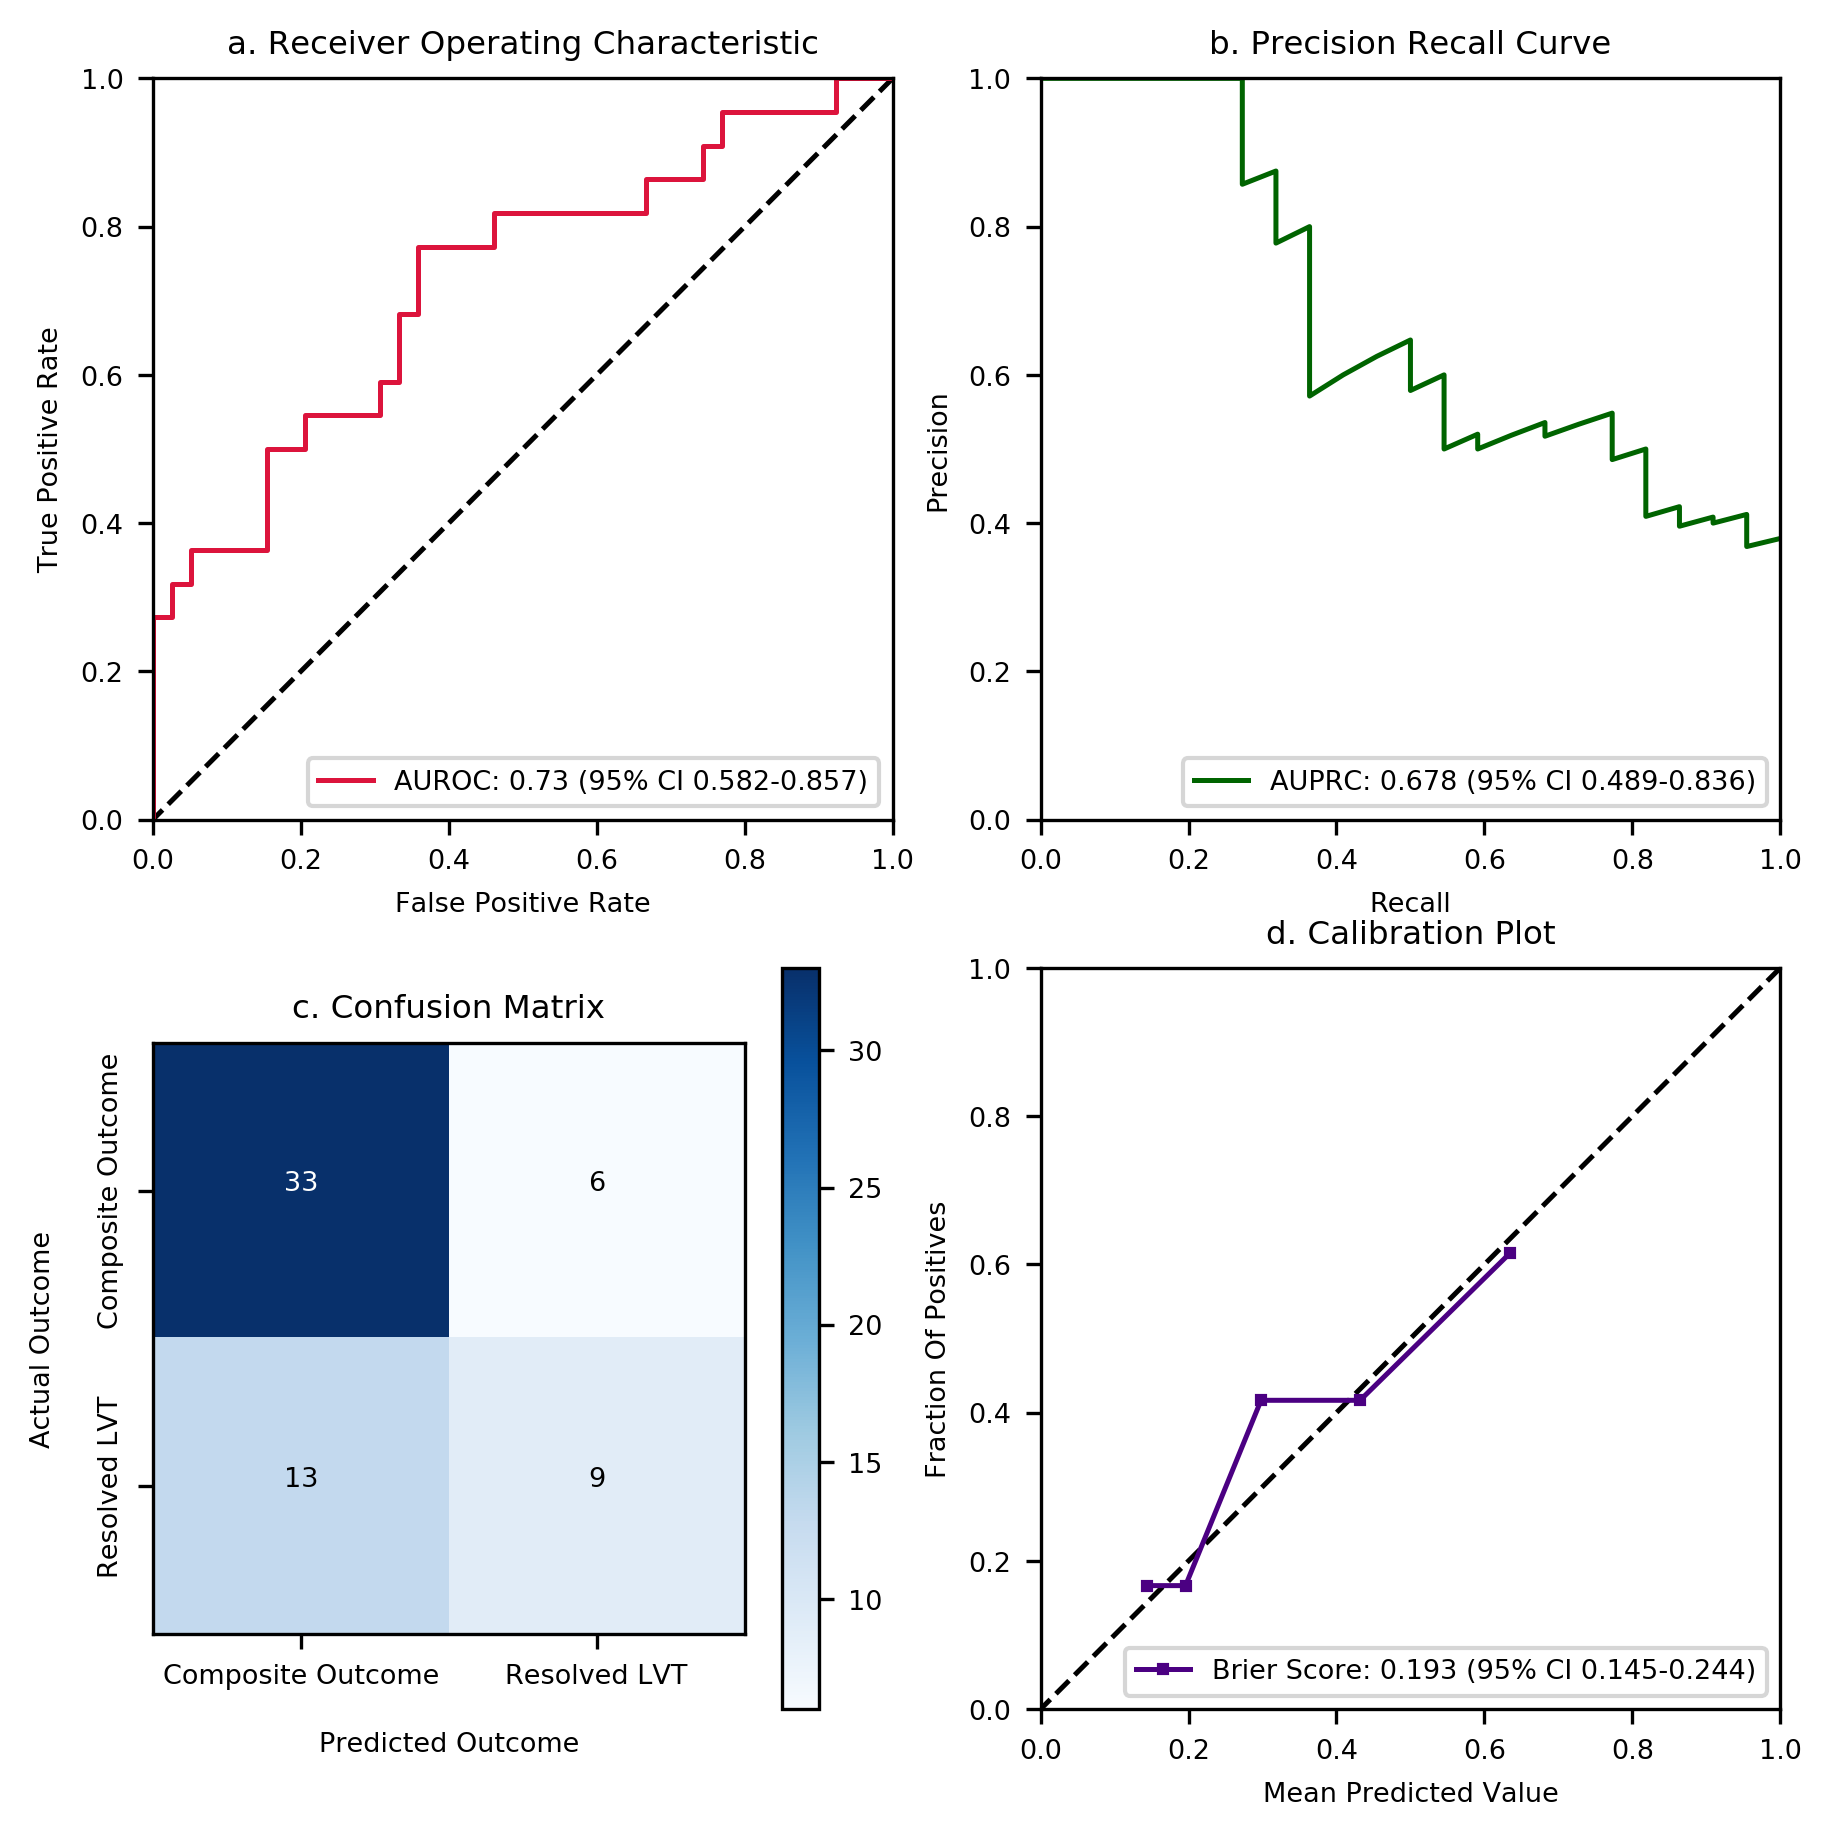 a. Receiver Operating Characteristic
1.0
0.8
0.6
0.4
0.2
0.0
True Positive Rate
AUROC: 0.73 (95% CI 0.582-0.857)
0.0 0.2 0.4 0.6 0.8 1.0
False Positive Rate
b. Precision Recall Curve
1.0
0.8
0.6
0.4
0.2
0.0
Precision
AUPRC: 0.678 (95% CI 0.489-0.836)
0.0 0.2 0.4 0.6 0.8 1.0
Recall
c. Confusion Matrix
Actual Outcome
Composite Outcome
Resolved LVT
33 6
13 9
Composite Outcome Resolved LVT
Predicted Outcome
30
25
20
15
10
d. Calibration Plot
1.0
0.8
0.6
0.4
0.2
0.0
Fraction Of Positives
Brier Score: 0.193 (95% CI 0.145-0.244)
0.0 0.2 0.4 0.6 0.8 1.0
Mean Predicted Value